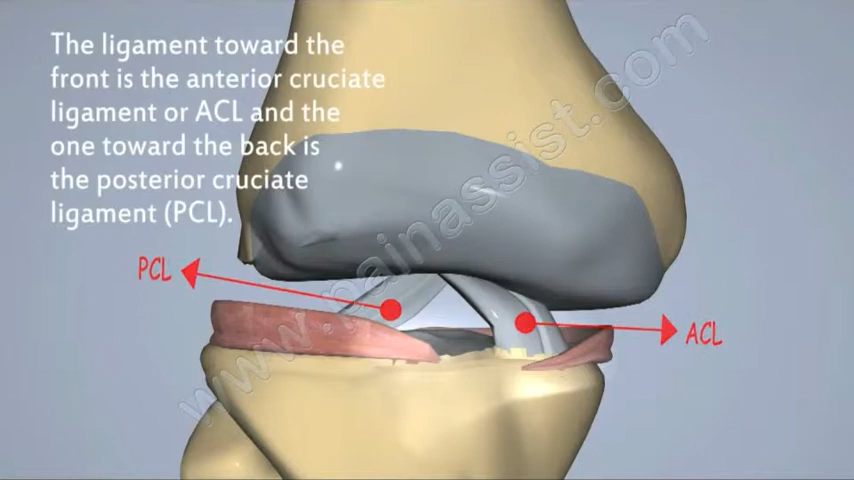 The ligament toward the
front is the anterior cruciate
ligament or ACL and the
one toward the back is
the posterior cruciate
ligament (PCL).
PCL
ACL
www.painassist.com